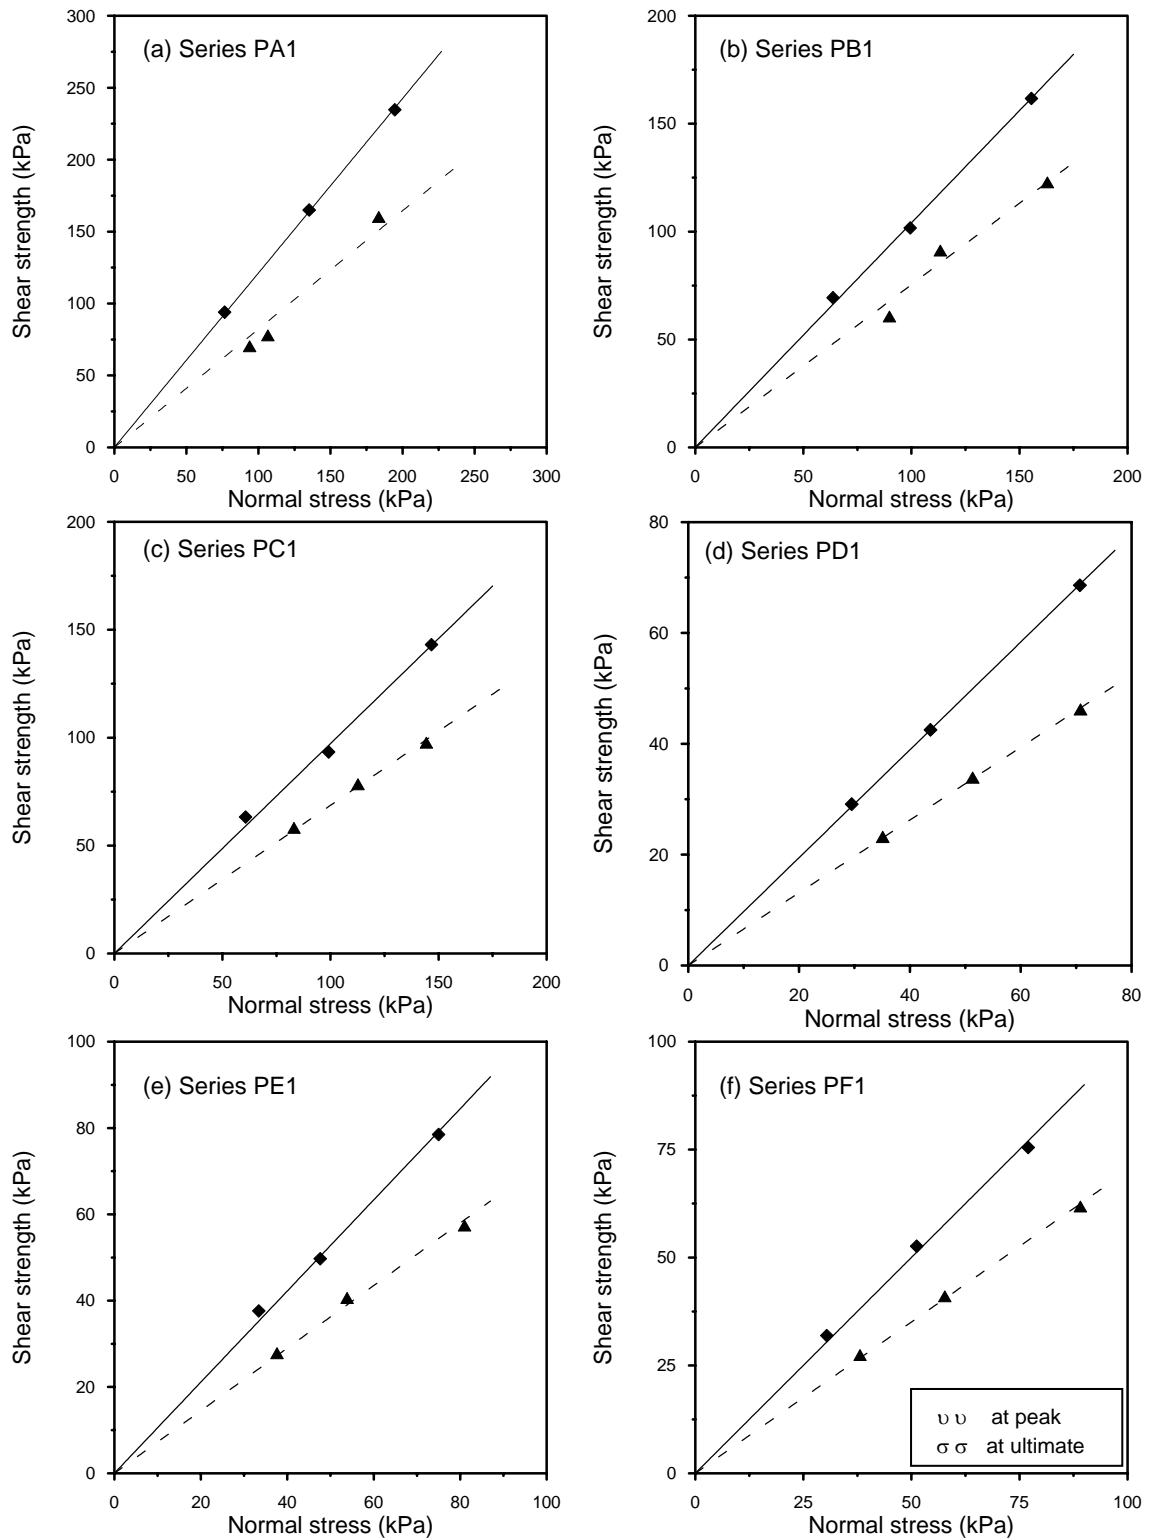 (a) Series PA1
Shear strength (kPa)
300
250
200
150
100
50
0
0 50 100 150 200 250 300
Normal stress (kPa)
(b) Series PB1
Shear strength (kPa)
200
150
100
50
0
0 50 100 150 200
Normal stress (kPa)
(c) Series PC1
Shear strength (kPa)
200
150
100
50
0
0 50 100 150 200
Normal stress (kPa)
(d) Series PD1
Shear strength (kPa)
80
60
40
20
0
0 20 40 60 80
Normal stress (kPa)
(e) Series PE1
Shear strength (kPa)
100
80
60
40
20
0
0 20 40 60 80 100
Normal stress (kPa)
(f) Series PF1
Shear strength (kPa)
100
75
50
25
0
0 25 50 75 100
Normal stress (kPa)
υ υ at peak
σ σ at ultimate